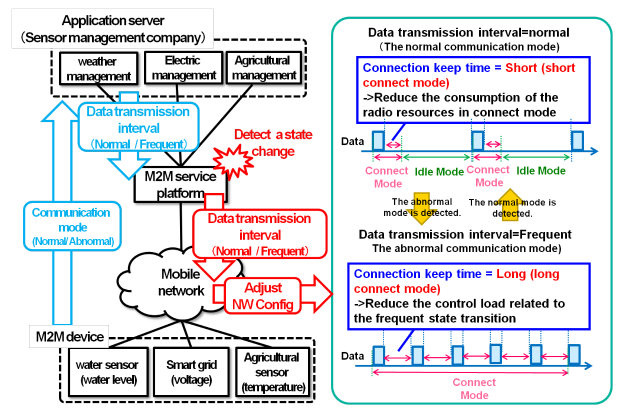 Application server
（Sensor management company）
weather
management
Electric
management
Agricultural
management
Data transmission
interval
（Normal / Frequent）
Detect a state
change
M2M service
platform
Communication
mode
(Normal/Abnormal)
Data transmission
interval
（Normal / Frequent）
Mobile
network
Adjust
NW Config
M2M device
water sensor
(water level)
Smart grid
(voltage)
Agricultural
sensor
(temperature)
Data transmission interval=normal
(The normal communication mode)
Connection keep time = Short (short
connect mode)
->Reduce the consumption of the
radio resources in connect mode
Data
Connect
Mode
Idle Mode
Connect
Mode
Idle Mode
The abnormal
mode is detected.
The normal mode is
detected.
Data transmission interval=Frequent
The abnormal communication mode)
Connection keep time = Long (long
connect mode)
->Reduce the control load related to
the frequent state transition
Data
Connect
Mode